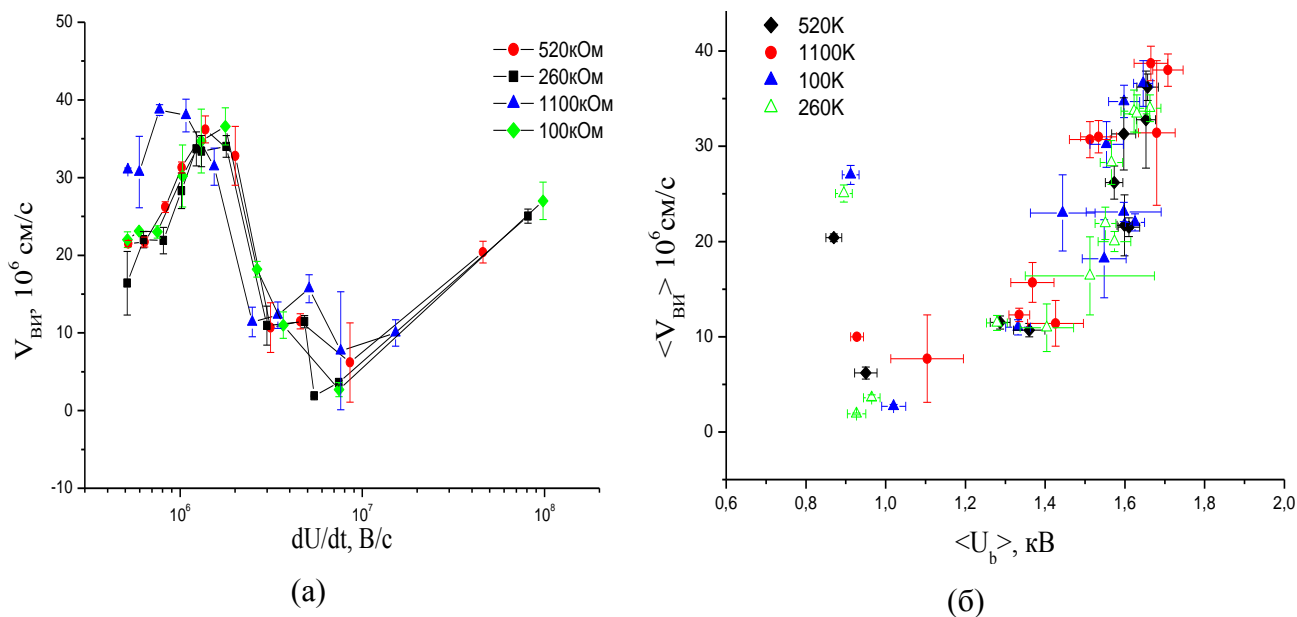 50
40
30
20
10
0
-10
V_ВИ, 10^6 см/с
10^6
10^7
10^8
dU/dt, В/с
520кОм
260кОм
1100кОм
100кОм
(а)
40
30
20
10
0
<V_ВИ> 10^6 см/с
0,6 0,8 1,0 1,2 1,4 1,6 1,8 2,0
<U_b>, кВ
520K
1100K
100K
260K
(б)